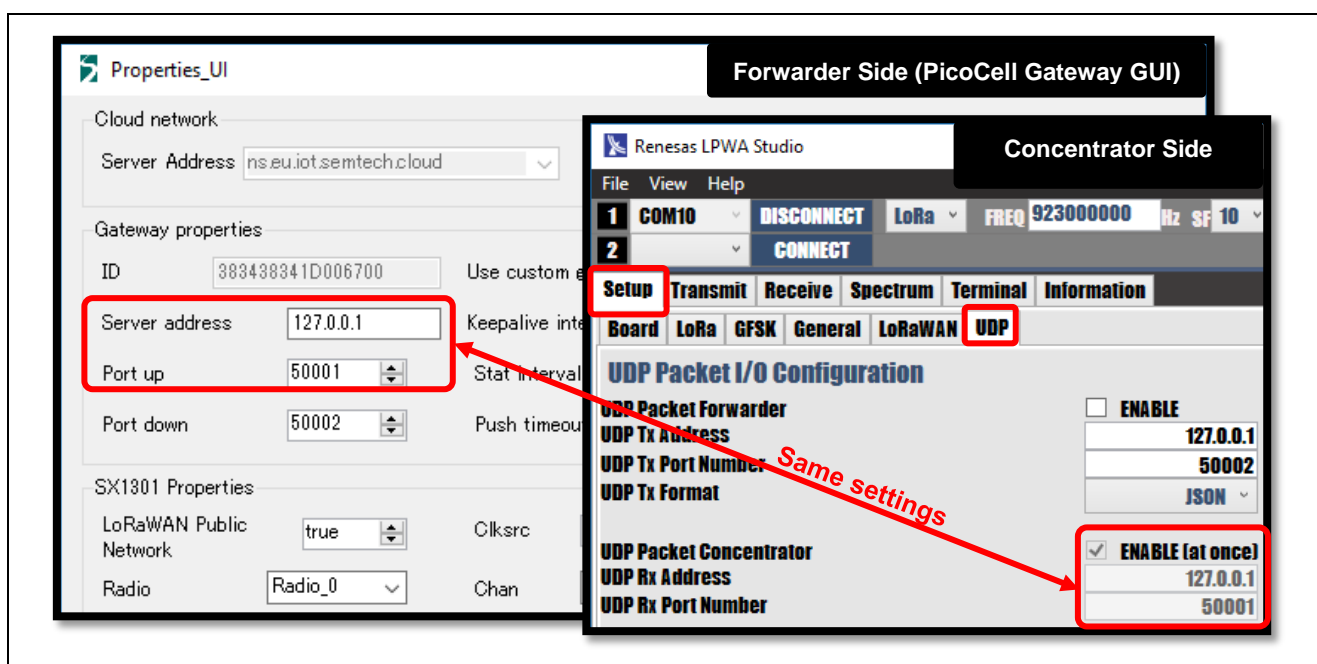 Properties_UI
Forwarder Side (PicoCell Gateway GUI)
Cloud network
Server Address ns.eu.iot.semtech.cloud
Gateway properties
ID 383438341D006700 Use custom
Server address 127.0.0.1 Keepalive inte
Port up 50001 Stat interval
Port down 50002 Push timeou
SX1301 Properties
LoRaWAN Public true Clksrc
Network
Radio Radio_0 Chan
Renesas LPWA Studio
Concentrator Side
File View Help
1 COM10 DISCONNECT LoRa FREQ 923000000 Hz SF 10
2 CONNECT
Setup Transmit Receive Spectrum Terminal Information
Board LoRa GFSK General LoRaWAN UDP
UDP Packet I/O Configuration
UDP Packet Forwarder ENABLE
UDP Tx Address 127.0.0.1
UDP Tx Port Number 50002
UDP Tx Format JSON
Same settings
UDP Packet Concentrator ENABLE (at once)
UDP Rx Address 127.0.0.1
UDP Rx Port Number 50001